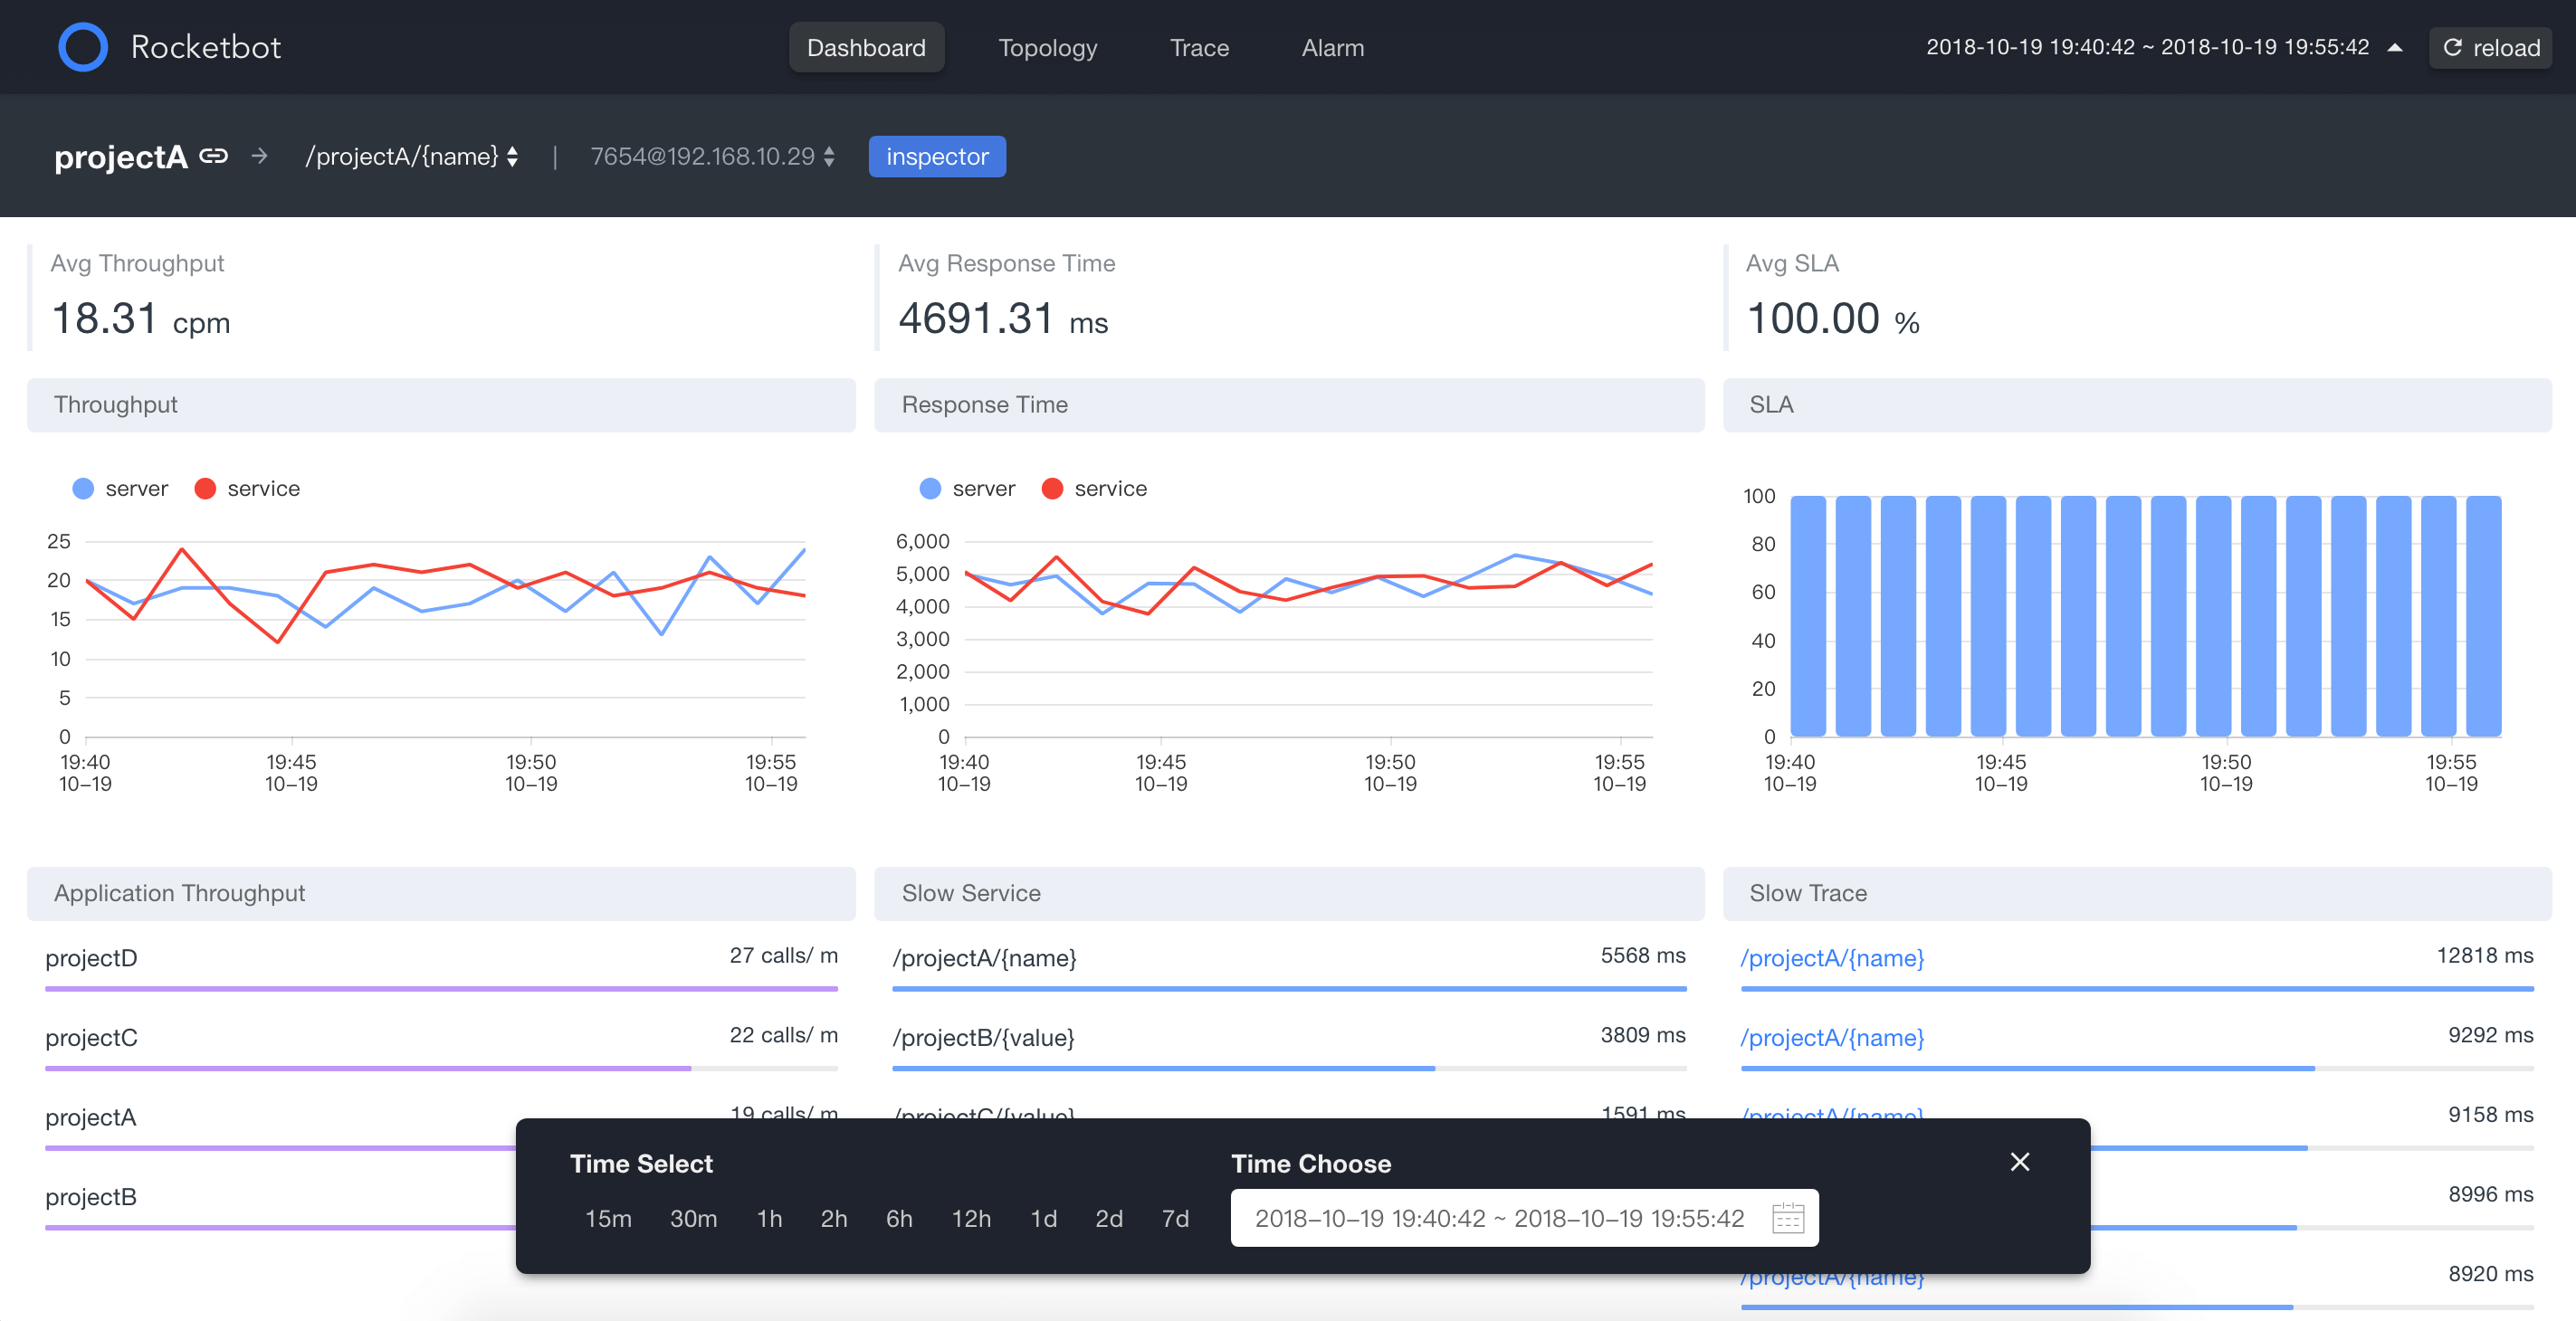 Rocketbot
Dashboard Topology Trace Alarm
2018-10-19 19:40:42 ~ 2018-10-19 19:55:42 reload
projectA /projectA/{name} | 7654@192.168.10.29 inspector
Avg Throughput
18.31 cpm
Avg Response Time
4691.31 ms
Avg SLA
100.00 %
Throughput
server service
25
20
15
10
5
0
19:40 19:45 19:50 19:55
10-19 10-19 10-19 10-19
Response Time
server service
6,000
5,000
4,000
3,000
2,000
1,000
0
19:40 19:45 19:50 19:55
10-19 10-19 10-19 10-19
SLA
100
80
60
40
20
0
19:40 19:45 19:50 19:55
10-19 10-19 10-19 10-19
Application Throughput
projectD 27 calls/ m
projectC 22 calls/ m
projectA 19 calls/ m
projectB
Slow Service
/projectA/{name} 5568 ms
/projectB/{value} 3809 ms
/projectC/{value} 1591 ms
Slow Trace
/projectA/{name} 12818 ms
/projectA/{name} 9292 ms
/projectA/{name} 9158 ms
8996 ms
/projectA/{name} 8920 ms
Time Select
15m 30m 1h 2h 6h 12h 1d 2d 7d
Time Choose
2018-10-19 19:40:42 ~ 2018-10-19 19:55:42